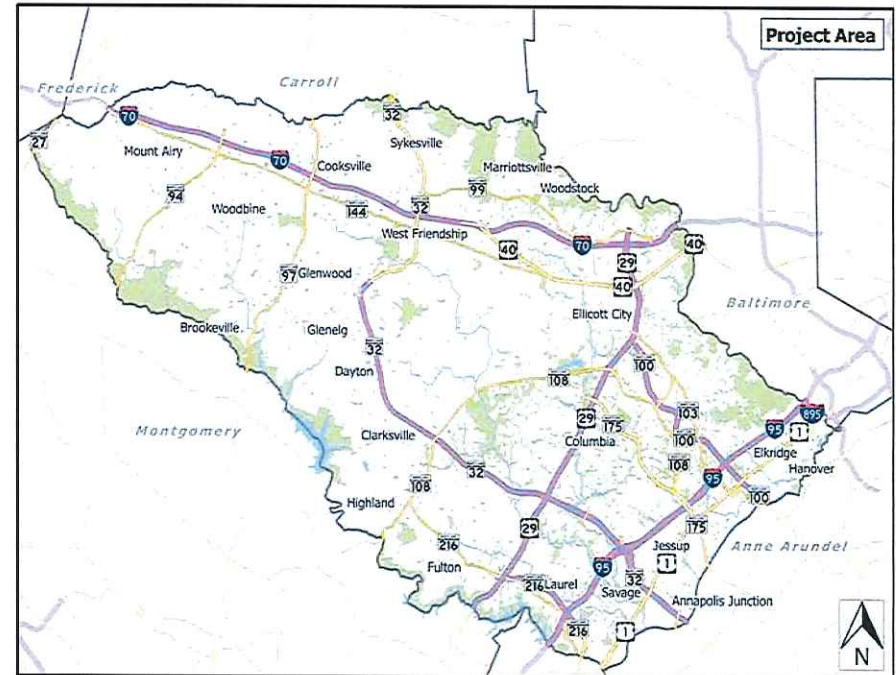 Project Area
Carroll
Frederick
70
32
27
Mount Airy
Sykesville
70
Cooksville
Marriottsville
99
Woodstock
94
Woodbine
144
32
West Friendship
40
70
29
40
Glenwood
97
40
Baltimore
Ellicott City
Brookeville
Glenelg
32
Dayton
100
108
Montgomery
29
175
103
895
95
1
Clarksville
Columbia
100
Elkridge
108
Hanover
32
95
108
100
Highland
29
175
216
Jessup
Anne Arundel
Fulton
95
1
216
Laurel
32
Savage
Annapolis Junction
216
1
N